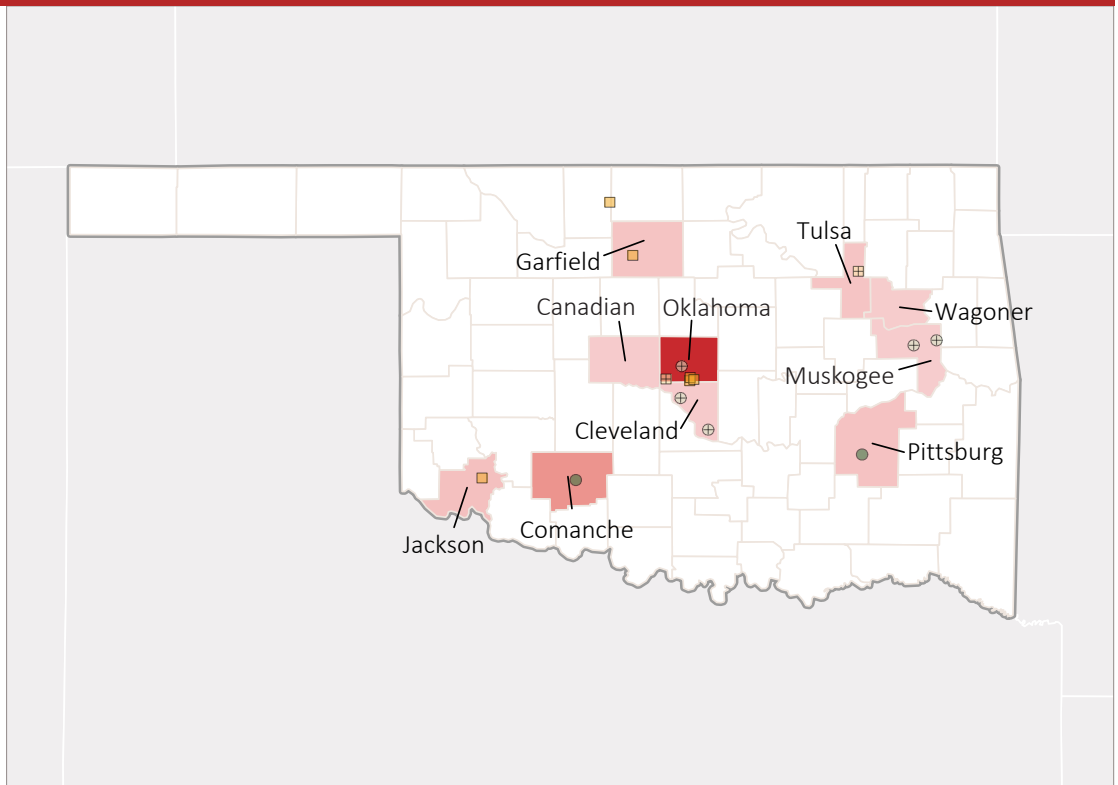 Tulsa
Garfield
Canadian
Oklahoma
Wagoner
Muskogee
Cleveland
Pittsburg
Comanche
Jackson